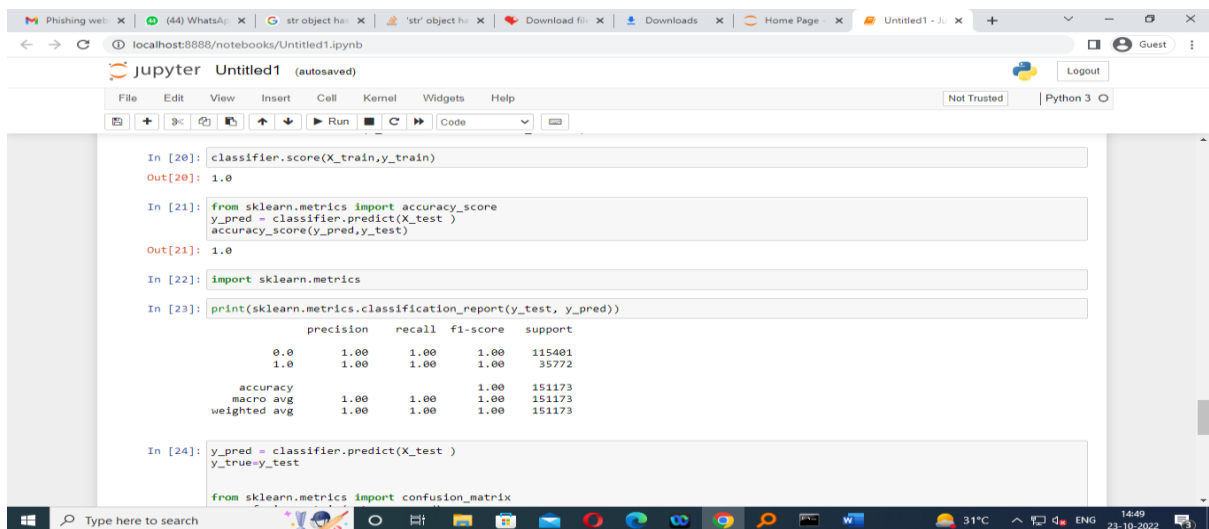 Phishing web
(44) WhatsAp
str object has
'str' object ha
Download file
Downloads
Home Page -
Untitled1 - Ju
localhost:8888/notebooks/Untitled1.ipynb
Guest
jupyter Untitled1 (autosaved)
Logout
File Edit View Insert Cell Kernel Widgets Help
Not Trusted
Python 3
Run
Code
In [20]: classifier.score(X_train,y_train)
Out[20]: 1.0
In [21]: from sklearn.metrics import accuracy_score
y_pred = classifier.predict(X_test )
accuracy_score(y_pred,y_test)
Out[21]: 1.0
In [22]: import sklearn.metrics
In [23]: print(sklearn.metrics.classification_report(y_test, y_pred))
precision recall f1-score support
0.0 1.00 1.00 1.00 115401
1.0 1.00 1.00 1.00 35772
accuracy 1.00 151173
macro avg 1.00 1.00 1.00 151173
weighted avg 1.00 1.00 1.00 151173
In [24]: y_pred = classifier.predict(X_test )
y_true=y_test
from sklearn.metrics import confusion_matrix
Type here to search
31°C
ENG
14:49
23-10-2022